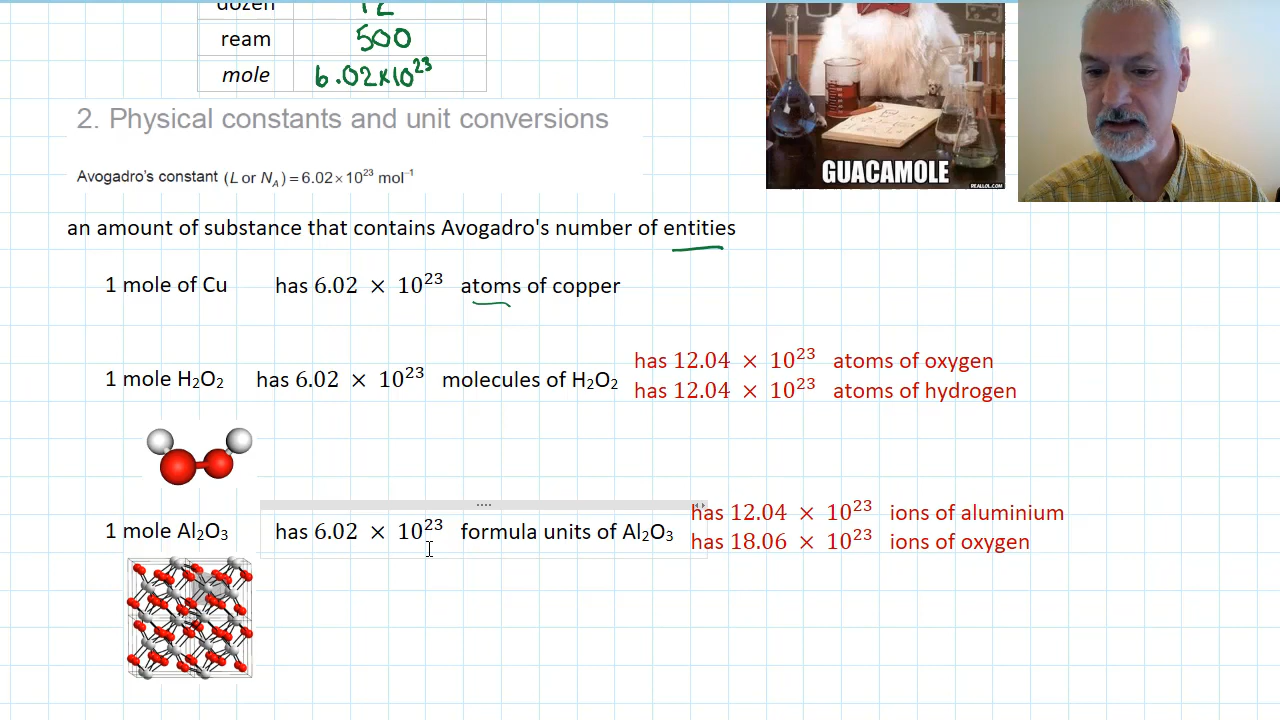 dozen 12
ream 500
mole 6.02×10²³
2. Physical constants and unit conversions
Avogadro's constant (L or N_A) = 6.02 × 10²³ mol⁻¹
GUACAMOLE
REALLOL.COM
an amount of substance that contains Avogadro's number of entities
1 mole of Cu has 6.02 × 10²³ atoms of copper
has 12.04 × 10²³ atoms of oxygen
1 mole H₂O₂ has 6.02 × 10²³ molecules of H₂O₂
has 12.04 × 10²³ atoms of hydrogen
has 12.04 × 10²³ ions of aluminium
1 mole Al₂O₃ has 6.02 × 10²³ formula units of Al₂O₃
has 18.06 × 10²³ ions of oxygen